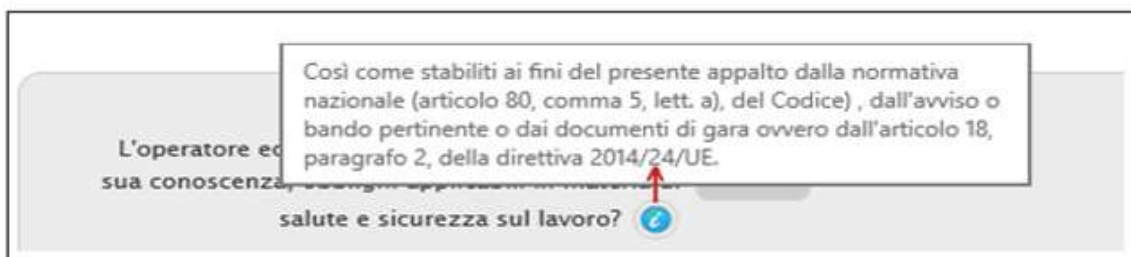 Così come stabiliti ai fini del presente appalto dalla normativa
nazionale (articolo 80, comma 5, lett. a), del Codice) , dall'avviso o
bando pertinente o dai documenti di gara ovvero dall'articolo 18,
paragrafo 2, della direttiva 2014/24/UE.
L'operatore
sua conoscenza,
salute e sicurezza sul lavoro?